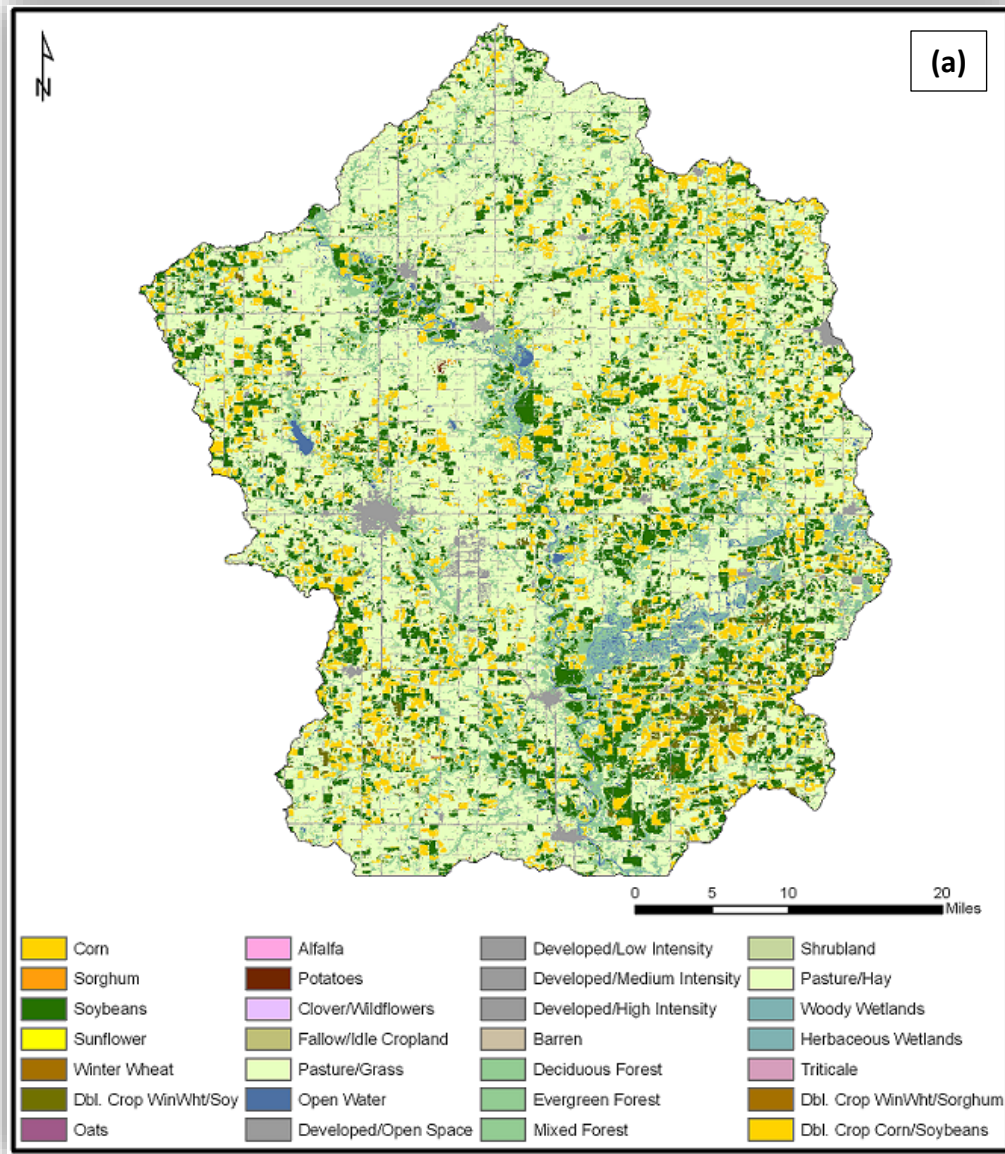 (a)
N
0 5 10 20
Miles
Corn
Sorghum
Soybeans
Sunflower
Winter Wheat
Dbl. Crop WinWht/Soy
Oats
Alfalfa
Potatoes
Clover/Wildflowers
Fallow/Idle Cropland
Pasture/Grass
Open Water
Developed/Open Space
Developed/Low Intensity
Developed/Medium Intensity
Developed/High Intensity
Barren
Deciduous Forest
Evergreen Forest
Mixed Forest
Shrubland
Pasture/Hay
Woody Wetlands
Herbaceous Wetlands
Triticale
Dbl. Crop WinWht/Sorghum
Dbl. Crop Corn/Soybeans